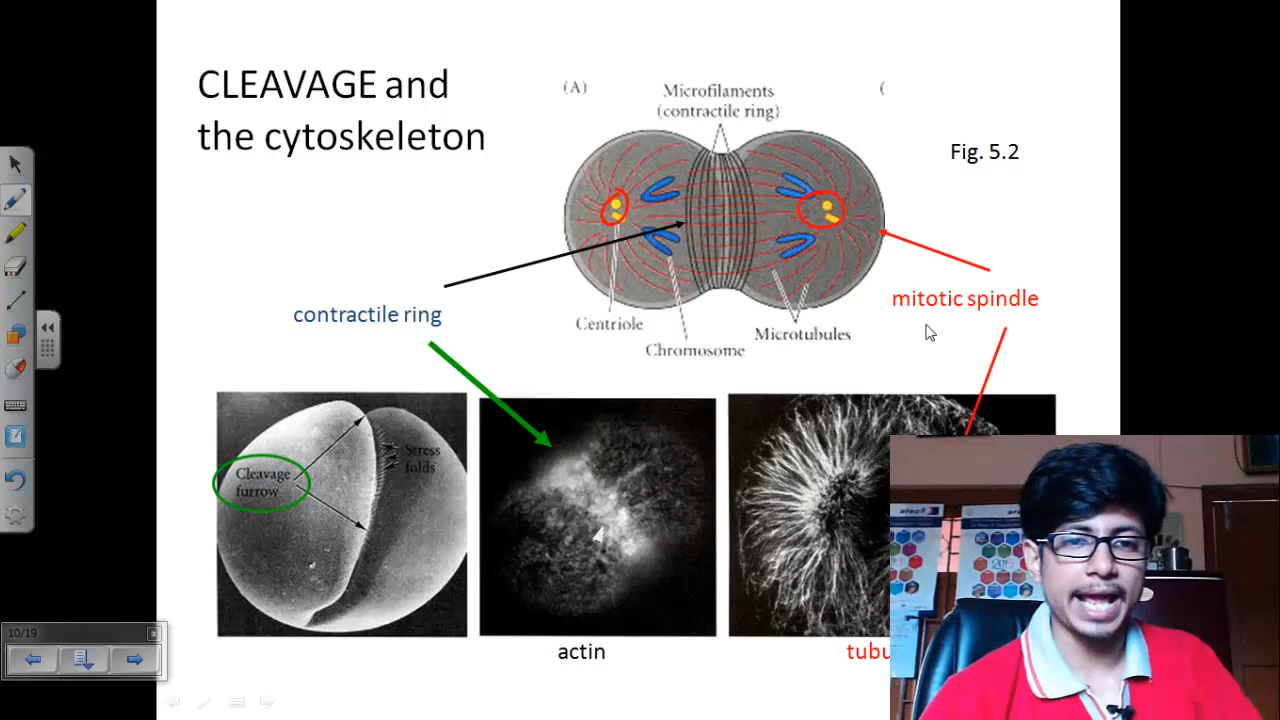 CLEAVAGE and
the cytoskeleton
(A)
(
Microfilaments
(contractile ring)
Fig. 5.2
contractile ring
mitotic spindle
Centriole
Chromosome
Microtubules
Cleavage
furrow
Stress
folds
actin
tubu
10/19